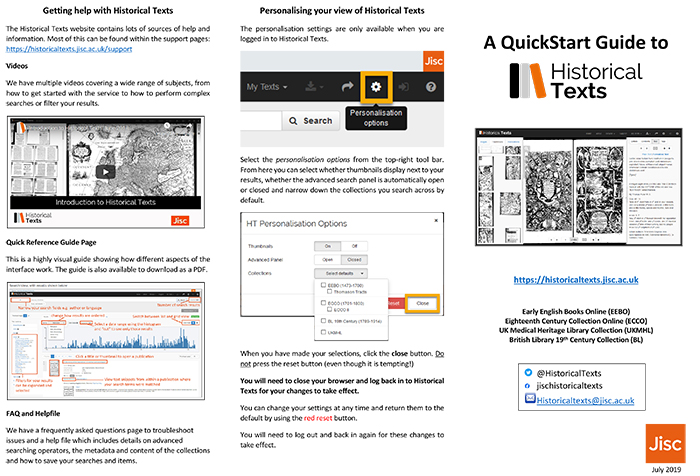 Getting help with Historical Texts
The Historical Texts website contains lots of sources of help and
information. Most of this can be found within the support pages:
https://historicaltexts.jisc.ac.uk/support
Videos
We have multiple videos covering a wide range of subjects, from
how to get started with the service to how to perform complex
searches or filter your results.
Introduction to Historical Texts
Historical
Texts
Jisc
Quick Reference Guide Page
This is a highly visual guide showing how different aspects of the
interface work. The guide is also available to download as a PDF.
FAQ and Helpfile
We have a frequently asked questions page to troubleshoot
issues and a help file which includes details on advanced
searching operators, the metadata and content of the collections
and how to save your searches and items.
Personalising your view of Historical Texts
The personalisation settings are only available when you are
logged in to Historical Texts.
Jisc
My Texts
Search
Personalisation
options
Select the personalisation options from the top-right tool bar.
From here you can select whether thumbnails display next to your
results, whether the advanced search panel is automatically open
or closed and narrow down the collections you search across by
default.
HT Personalisation Options
Thumbnails On Off
Advanced Panel Open Closed
Collections Select defaults
EEBO (1473-1700)
Thomason Tracts
ECCO (1701-1800)
ECCO II
BL 19th Century (1789-1914)
UKMHL
Reset Close
When you have made your selections, click the close button. Do
not press the reset button (even though it is tempting!)
You will need to close your browser and log back in to Historical
Texts for your changes to take effect.
You can change your settings at any time and return them to the
default by using the red reset button.
You will need to log out and back in again for these changes to
take effect.
A QuickStart Guide to
Historical
Texts
https://historicaltexts.jisc.ac.uk
Early English Books Online (EEBO)
Eighteenth Century Collection Online (ECCO)
UK Medical Heritage Library Collection (UKMHL)
British Library 19th Century Collection (BL)
@HistoricalTexts
jischistoricaltexts
Historicaltexts@jisc.ac.uk
Jisc
July 2019